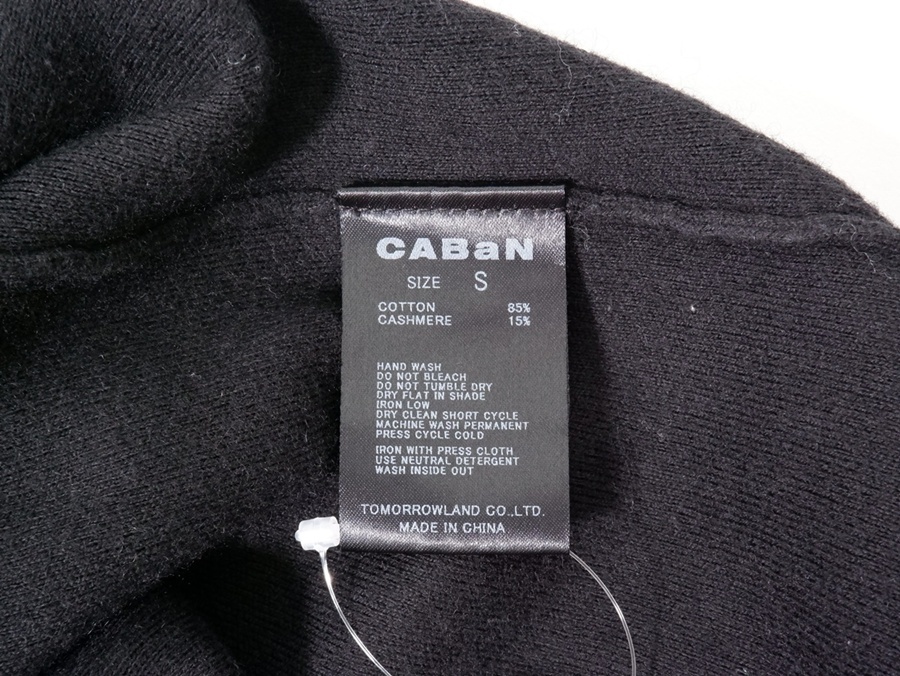 CABaN
SIZE S
COTTON 85%
CASHMERE 15%
HAND WASH
DO NOT BLEACH
DO NOT TUMBLE DRY
DRY FLAT IN SHADE
IRON LOW
DRY CLEAN SHORT CYCLE
MACHINE WASH PERMANENT
PRESS CYCLE COLD
IRON WITH PRESS CLOTH
USE NEUTRAL DETERGENT
WASH INSIDE OUT
TOMORROWLAND CO.,LTD.
MADE IN CHINA